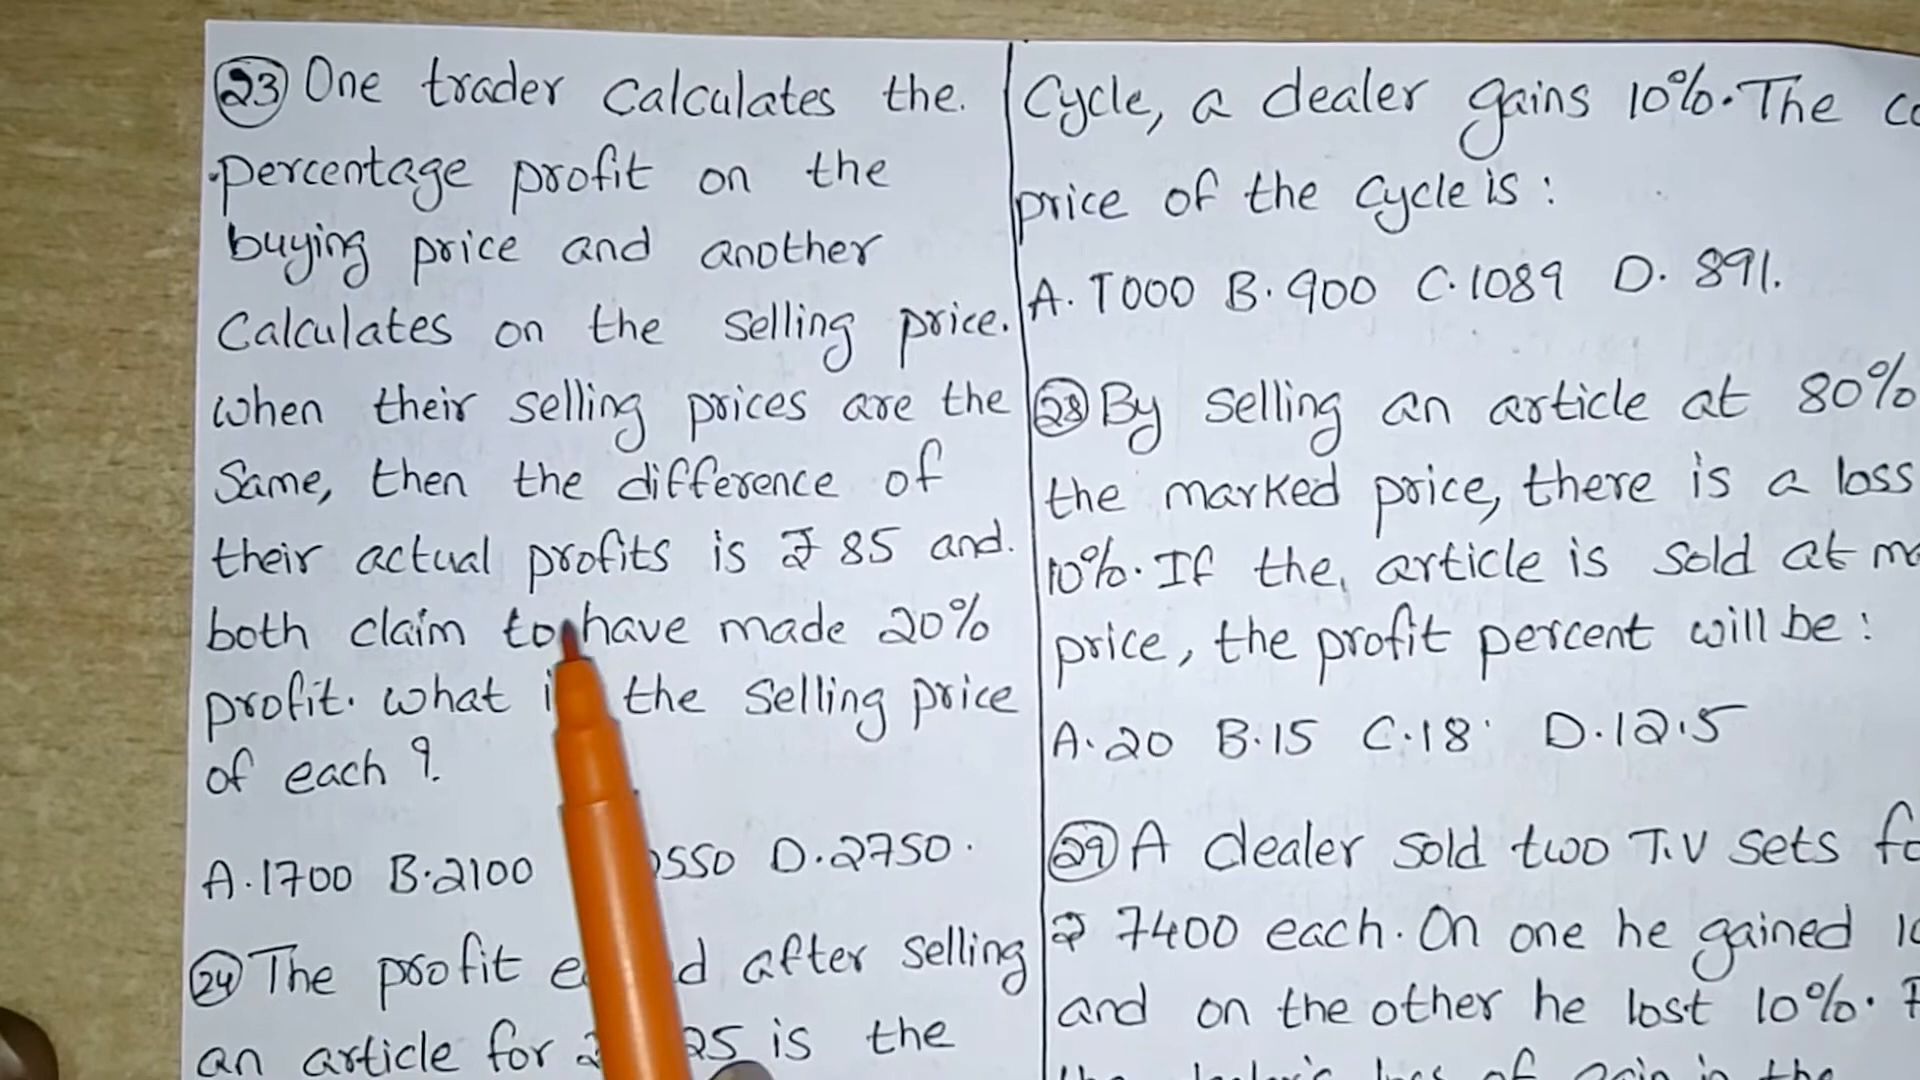 23 One trader Calculates the.
percentage profit on the
buying price and another
Calculates on the selling price.
when their selling prices are the
Same, then the difference of
their actual profits is ₹ 85 and.
both claim to have made 20%
profit. what the Selling price
of each ?
A. 1700 B. 2100 D. 2750.
24 The profit after selling
an article for is the
Cycle, a dealer gains 10%. The
price of the Cycle is :
A. 1000 B. 900 C. 1089 D. 891.
28 By selling an article at 80%
the marked price, there is a loss
10%. If the, article is Sold at
price, the profit percent will be :
A. 20 B. 15 C. 18 D. 12.5
29 A dealer sold two T.V sets
₹ 7400 each. On one he gained
and on the other he lost 10%.